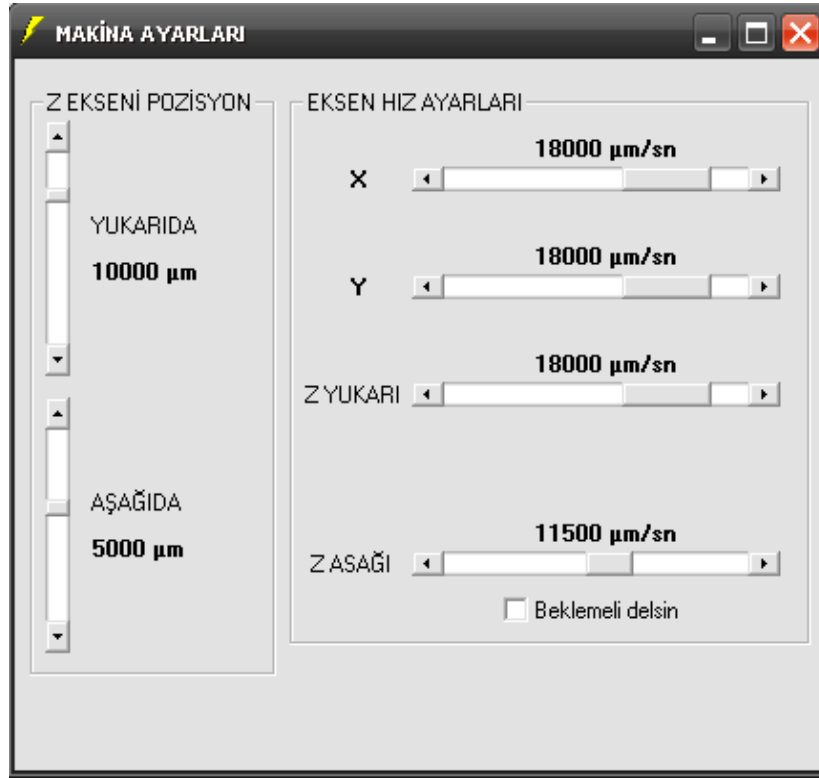 MAKİNA AYARLARI
Z EKSENİ POZİSYON
YUKARIDA
10000 µm
AŞAĞIDA
5000 µm
EKSEN HIZ AYARLARI
18000 µm/sn
X
18000 µm/sn
Y
18000 µm/sn
Z YUKARI
11500 µm/sn
Z ASAĞI
Beklemeli delsin